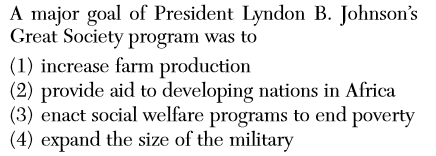 A major goal of President Lyndon B. Johnson's
Great Society program was to
(1) increase farm production
(2) provide aid to developing nations in Africa
(3) enact social welfare programs to end poverty
(4) expand the size of the military